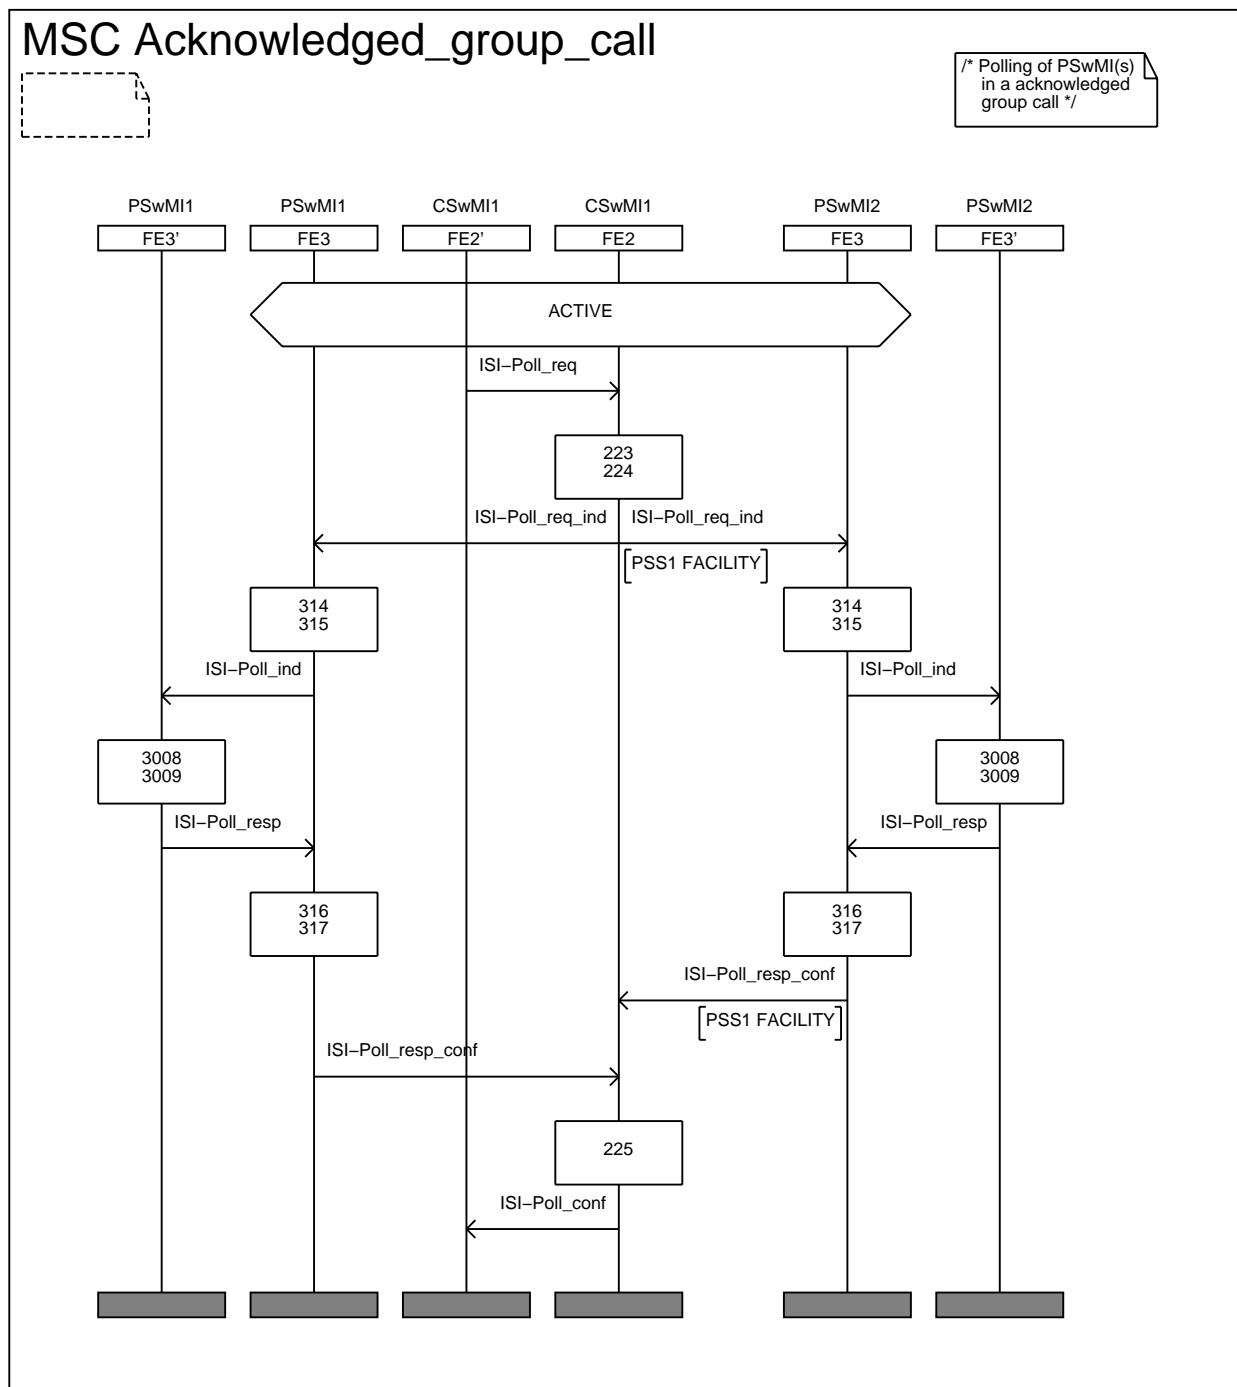 MSC Acknowledged_group_call
/* Polling of PSwMI(s)
in a acknowledged
group call */
PSwMI1 PSwMI1 CSwMI1 CSwMI1 PSwMI2 PSwMI2
FE3’ FE3 FE2’ FE2 FE3 FE3’
ACTIVE
ISI−Poll_req
223
224
ISI−Poll_req_ind ISI−Poll_req_ind
PSS1 FACILITY
314 314
315 315
ISI−Poll_ind ISI−Poll_ind
3008 3008
3009 3009
ISI−Poll_resp ISI−Poll_resp
316 316
317 317
ISI−Poll_resp_conf
PSS1 FACILITY
ISI−Poll_resp_conf
225
ISI−Poll_conf